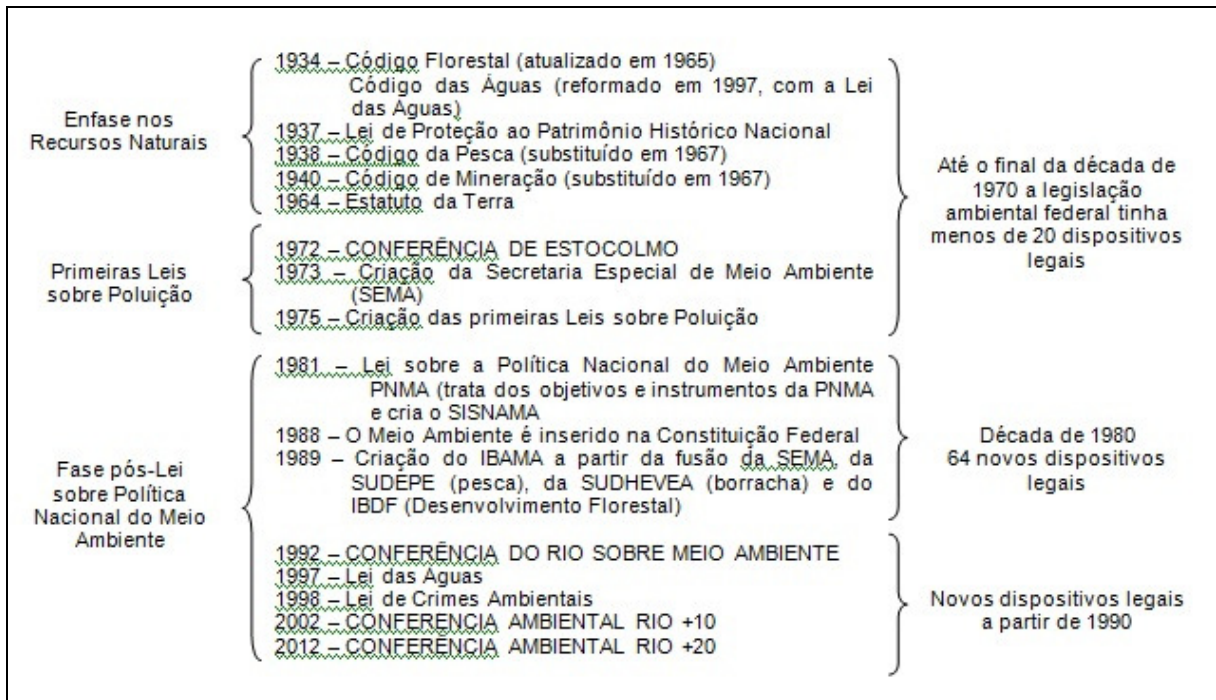 Enfase nos
Recursos Naturais
1934 – Código Florestal (atualizado em 1965)
Código das Águas (reformado em 1997, com a Lei
das Aguas)
1937 – Lei de Proteção ao Patrimônio Histórico Nacional
1938 – Código da Pesca (substituído em 1967)
1940 – Código de Mineração (substituído em 1967)
1964 – Estatuto da Terra
Primeiras Leis
sobre Poluição
1972 – CONFERÊNCIA DE ESTOCOLMO
1973 – Criação da Secretaria Especial de Meio Ambiente
(SEMA)
1975 – Criação das primeiras Leis sobre Poluição
Até o final da década de
1970 a legislação
ambiental federal tinha
menos de 20 dispositivos
legais
Fase pós-Lei
sobre Política
Nacional do Meio
Ambiente
1981 – Lei sobre a Política Nacional do Meio Ambiente
PNMA (trata dos objetivos e instrumentos da PNMA
e cria o SISNAMA
1988 – O Meio Ambiente é inserido na Constituição Federal
1989 – Criação do IBAMA a partir da fusão da SEMA, da
SUDEPE (pesca), da SUDHEVEA (borracha) e do
IBDF (Desenvolvimento Florestal)
Década de 1980
64 novos dispositivos
legais
1992 – CONFERÊNCIA DO RIO SOBRE MEIO AMBIENTE
1997 – Lei das Águas
1998 – Lei de Crimes Ambientais
2002 – CONFERÊNCIA AMBIENTAL RIO +10
2012 – CONFERÊNCIA AMBIENTAL RIO +20
Novos dispositivos legais
a partir de 1990